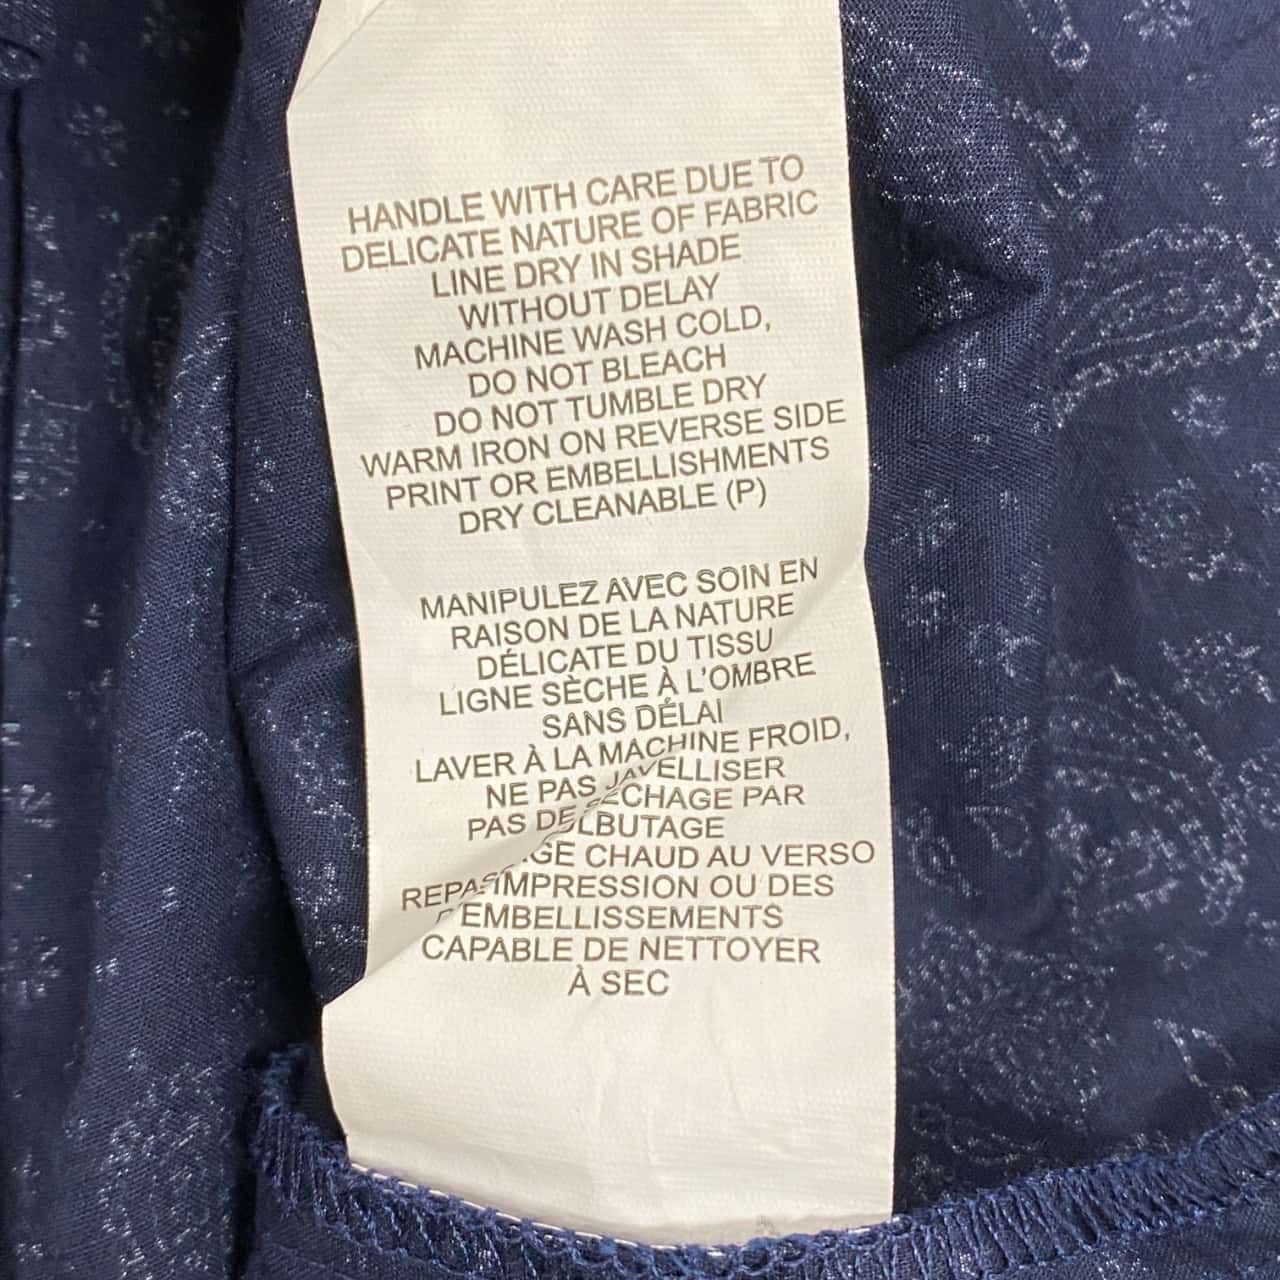 HANDLE WITH CARE DUE TO
DELICATE NATURE OF FABRIC
LINE DRY IN SHADE
WITHOUT DELAY
MACHINE WASH COLD,
DO NOT BLEACH
DO NOT TUMBLE DRY
WARM IRON ON REVERSE SIDE
PRINT OR EMBELLISHMENTS
DRY CLEANABLE (P)
MANIPULEZ AVEC SOIN EN
RAISON DE LA NATURE
DÉLICATE DU TISSU
LIGNE SÈCHE À L'OMBRE
SANS DÉLAI
LAVER À LA MACHINE FROID,
NE PAS JAVELLISER
PAS DE SÉCHAGE PAR
CULBUTAGE
CHAUD AU VERSO
IMPRESSION OU DES
EMBELLISSEMENTS
CAPABLE DE NETTOYER
À SEC